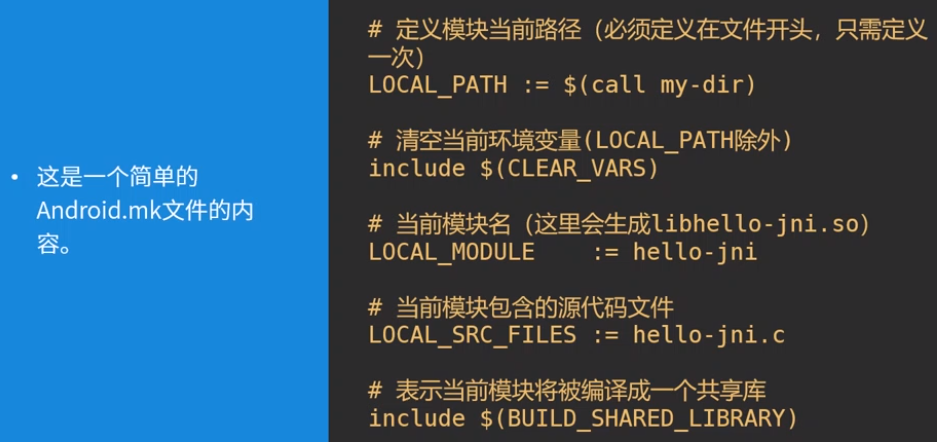 • 这是一个简单的
Android.mk文件的内
容。
# 定义模块当前路径（必须定义在文件开头，只需定义
一次）
LOCAL_PATH := $(call my-dir)
# 清空当前环境变量(LOCAL_PATH除外)
include $(CLEAR_VARS)
# 当前模块名（这里会生成libhello-jni.so）
LOCAL_MODULE    := hello-jni
# 当前模块包含的源代码文件
LOCAL_SRC_FILES := hello-jni.c
# 表示当前模块将被编译成一个共享库
include $(BUILD_SHARED_LIBRARY)